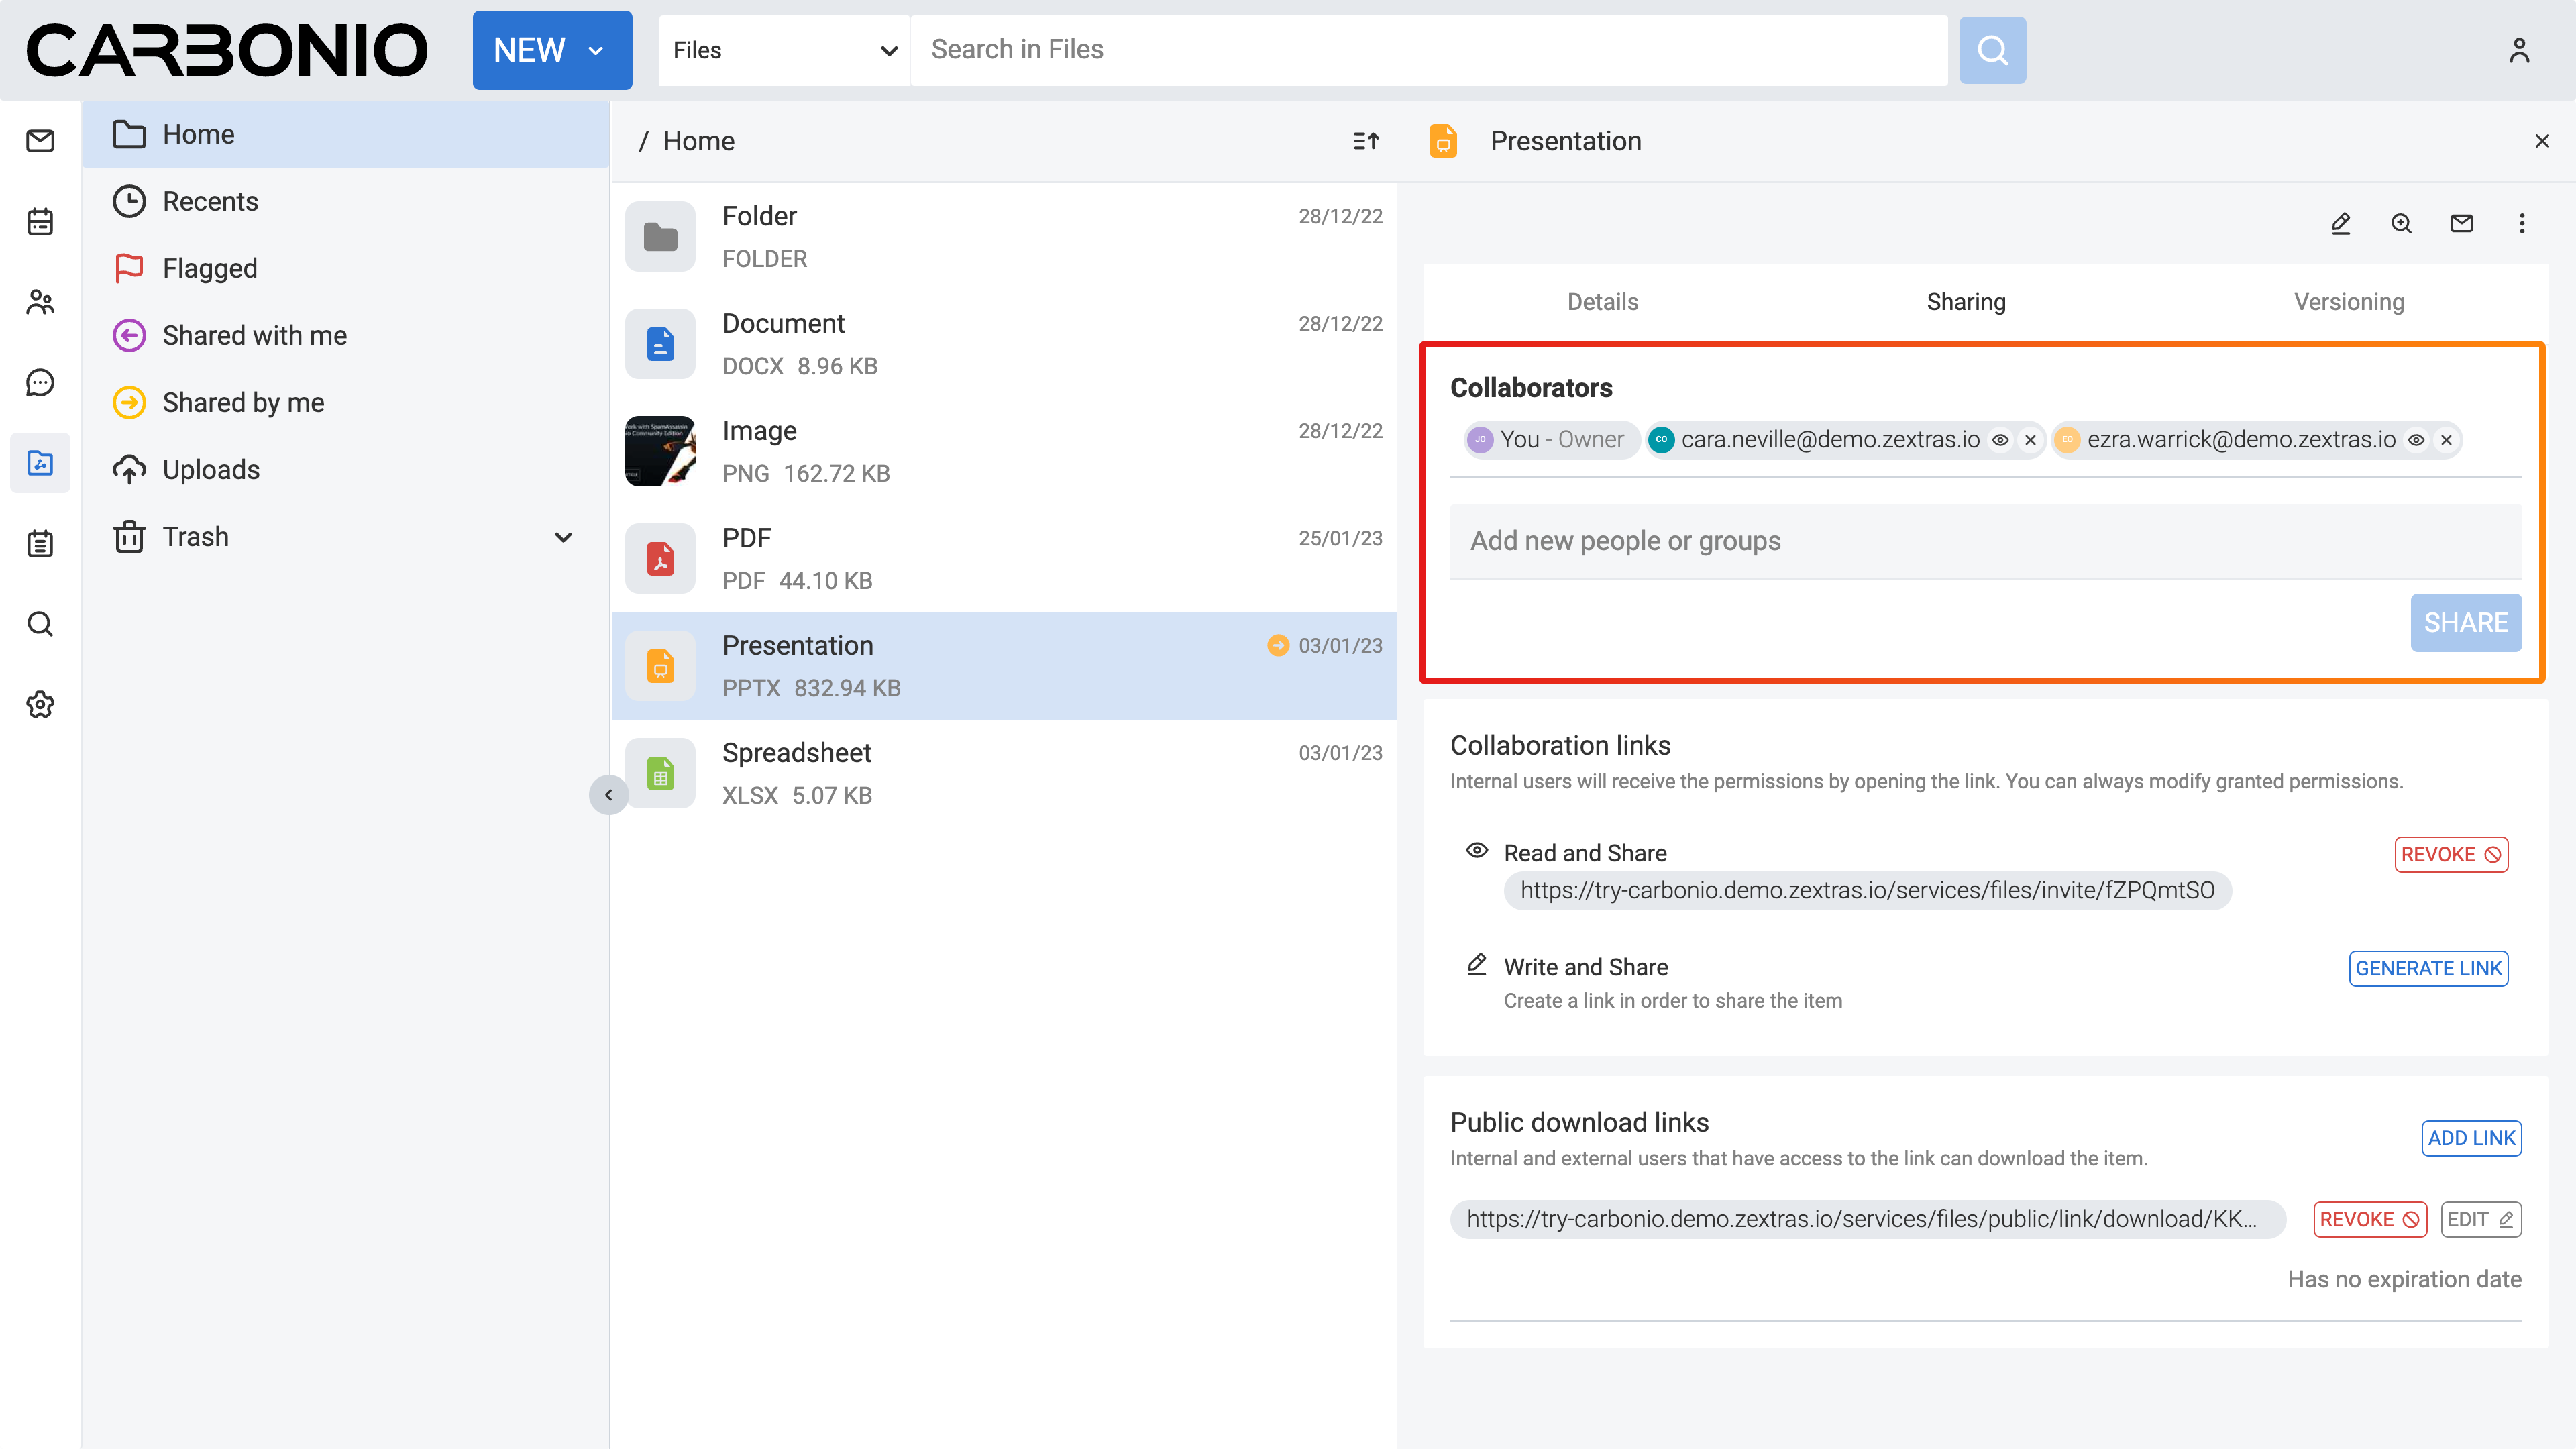 CARBONIO
NEW
Files
Search in Files
Home
Recents
Flagged
Shared with me
Shared by me
Uploads
Trash
/ Home
Folder
28/12/22
FOLDER
Document
28/12/22
DOCX 8.96 KB
Image
28/12/22
PNG 162.72 KB
PDF
25/01/23
PDF 44.10 KB
Presentation
03/01/23
PPTX 832.94 KB
Spreadsheet
03/01/23
XLSX 5.07 KB
Presentation
Details Sharing Versioning
Collaborators
JO You - Owner CO cara.neville@demo.zextras.io EO ezra.warrick@demo.zextras.io
Add new people or groups
SHARE
Collaboration links
Internal users will receive the permissions by opening the link. You can always modify granted permissions.
Read and Share
REVOKE
https://try-carbonio.demo.zextras.io/services/files/invite/fZPQmtSO
Write and Share
GENERATE LINK
Create a link in order to share the item
Public download links
ADD LINK
Internal and external users that have access to the link can download the item.
https://try-carbonio.demo.zextras.io/services/files/public/link/download/KK...
REVOKE
EDIT
Has no expiration date